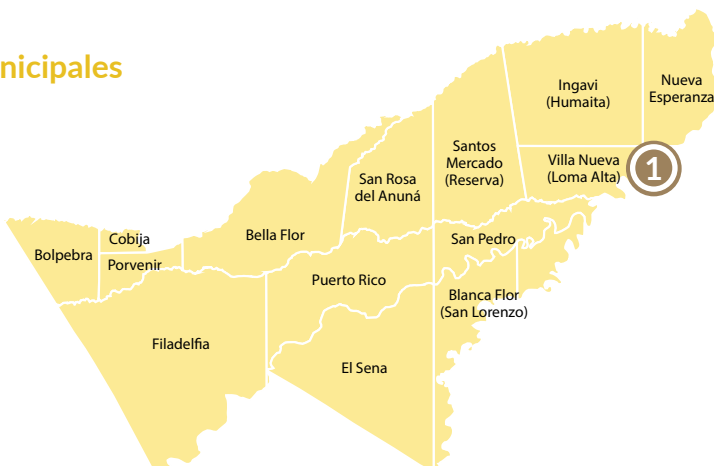 nicipales
Ingavi
(Humaita)
Nueva
Esperanza
Santos
Mercado
(Reserva)
Villa Nueva
(Loma Alta)
1
San Rosa
del Anuná
Cobija
Bella Flor
San Pedro
Bolpebra
Porvenir
Puerto Rico
Blanca Flor
(San Lorenzo)
Filadelfia
El Sena